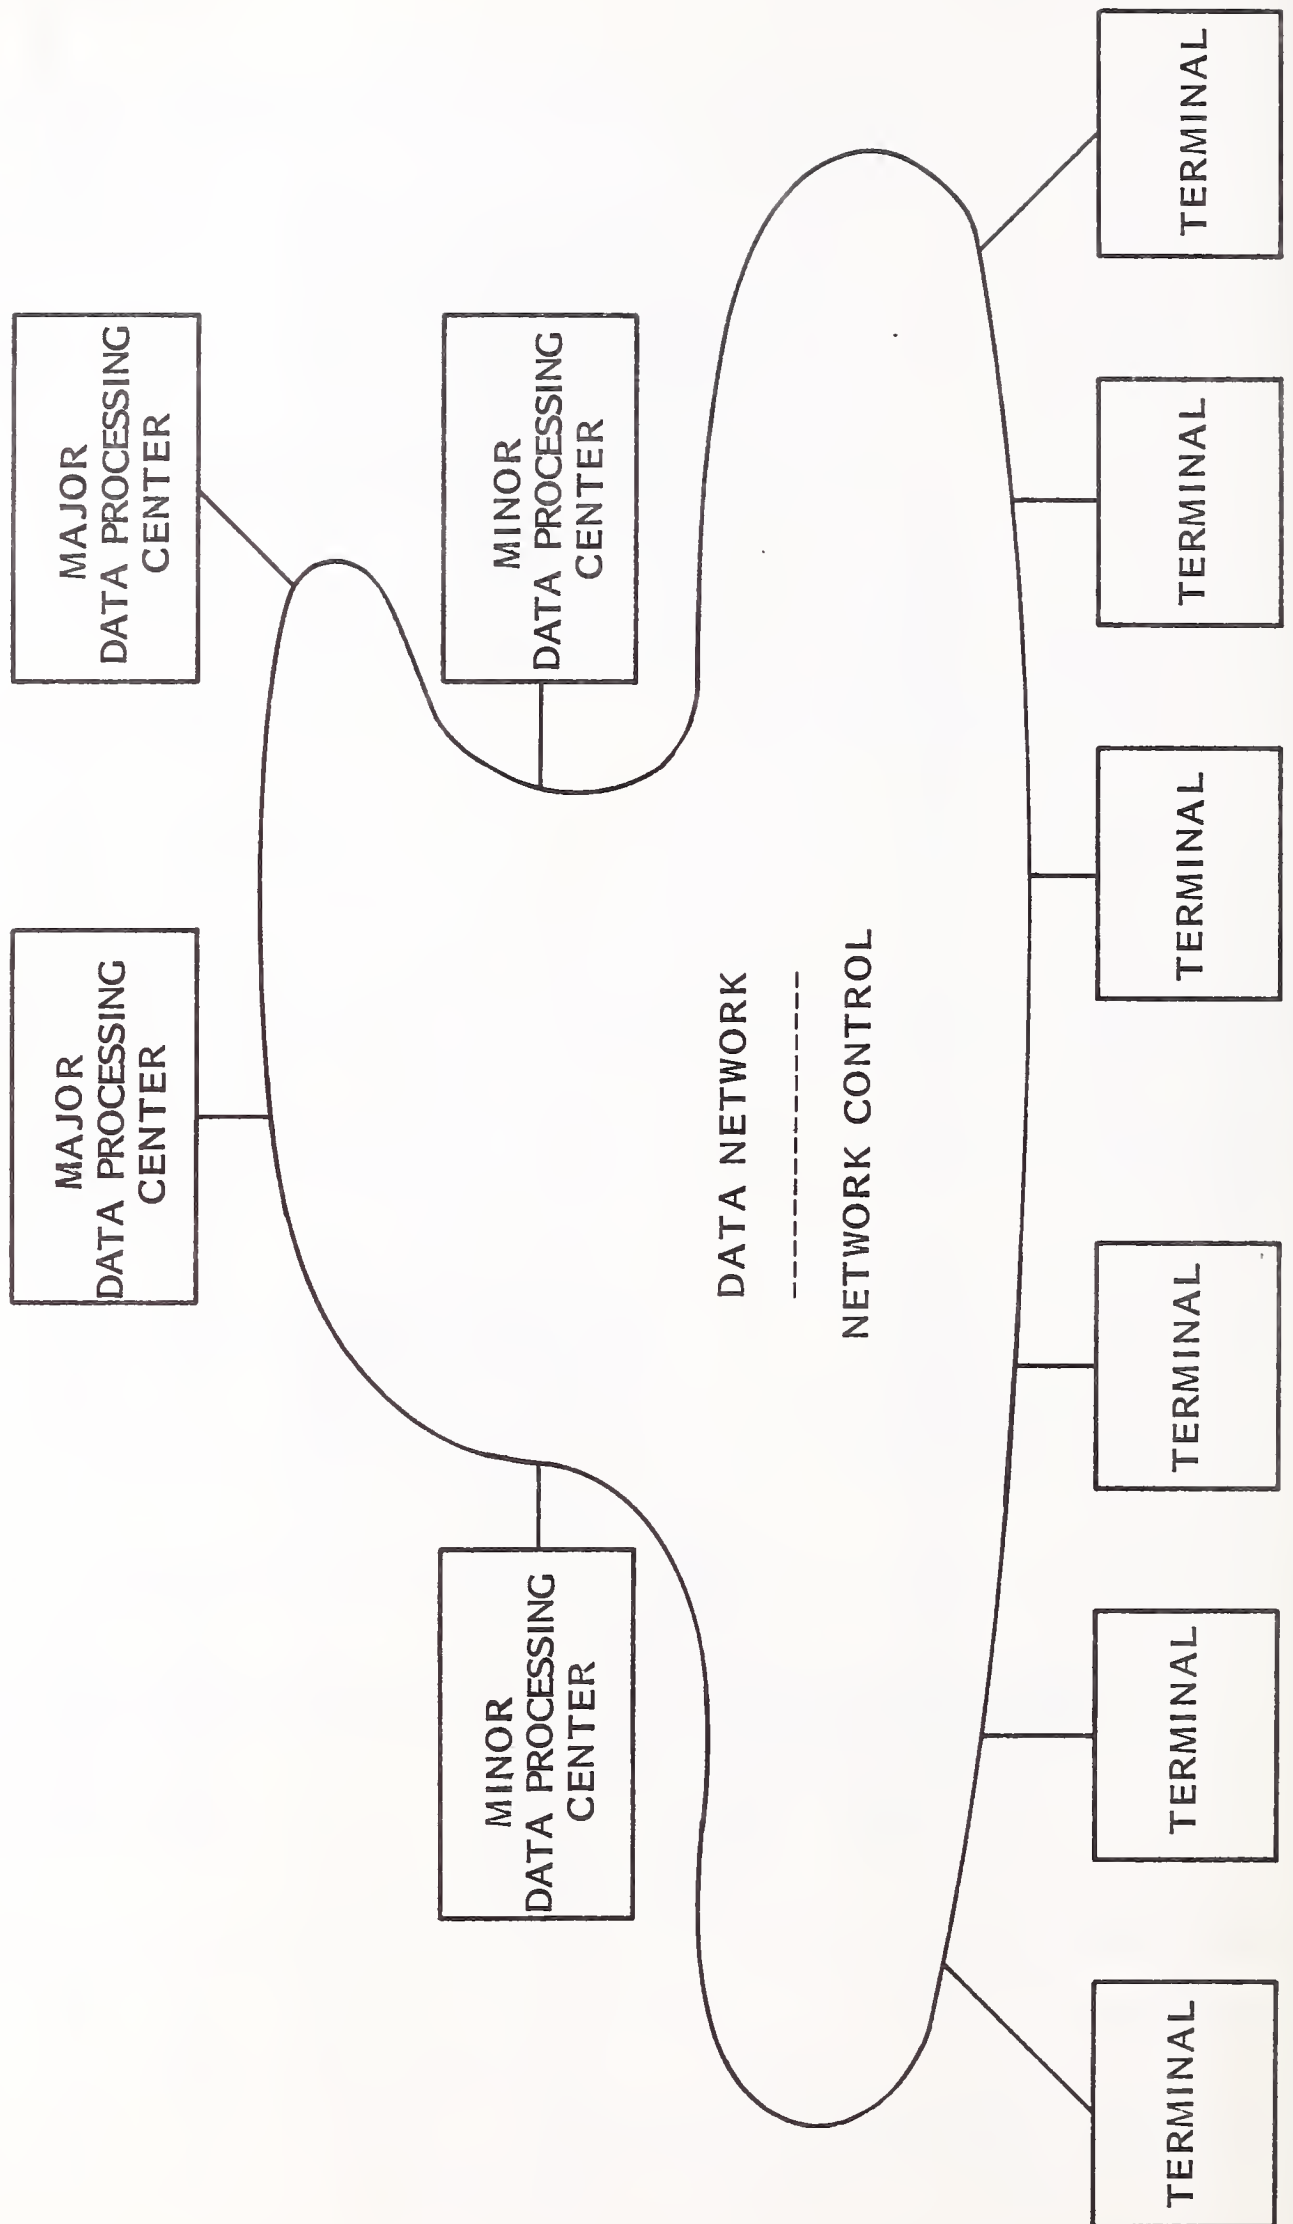 MAJOR
DATA PROCESSING
CENTER
MAJOR
DATA PROCESSING
CENTER
MINOR
DATA PROCESSING
CENTER
MINOR
DATA PROCESSING
CENTER
DATA NETWORK
NETWORK CONTROL
TERMINAL
TERMINAL
TERMINAL
TERMINAL
TERMINAL
TERMINAL